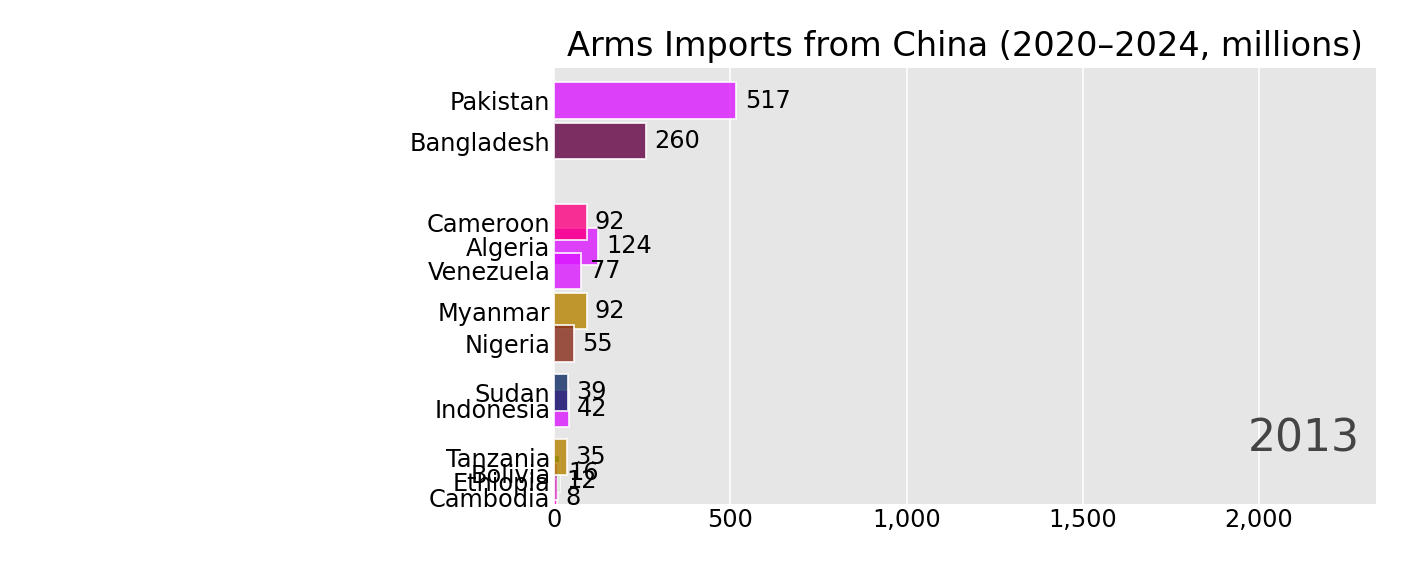 Arms Imports from China (2020–2024, millions)
Pakistan 517
Bangladesh 260
Cameroon 92
Algeria 124
Venezuela 77
Myanmar 92
Nigeria 55
Sudan 39
Indonesia 42
2013
Tanzania 35
Bolivia 16
Ethiopia 12
Cambodia 8
0 500 1,000 1,500 2,000